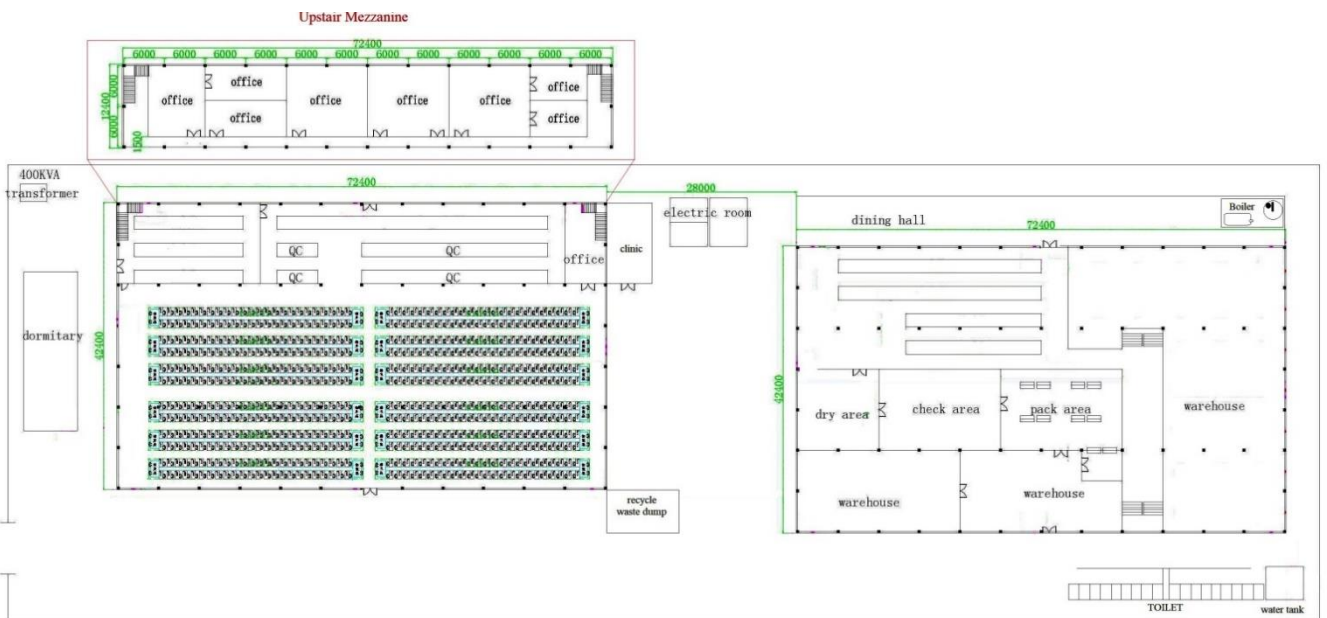 Upstair Mezzanine
72400
6000 6000 6000 6000 6000 6000 6000 6000 6000 6000 6000 6000
12400
6000
6000
1500
office
office
office
office
office
office
office
office
400KVA
transformer
72400
28000
electric room
dining hall
Boiler
72400
QC
QC
office
clinic
QC
QC
dormitary
42400
42400
dry area
check area
pack area
warehouse
warehouse
warehouse
recycle
waste dump
TOILET
water tank